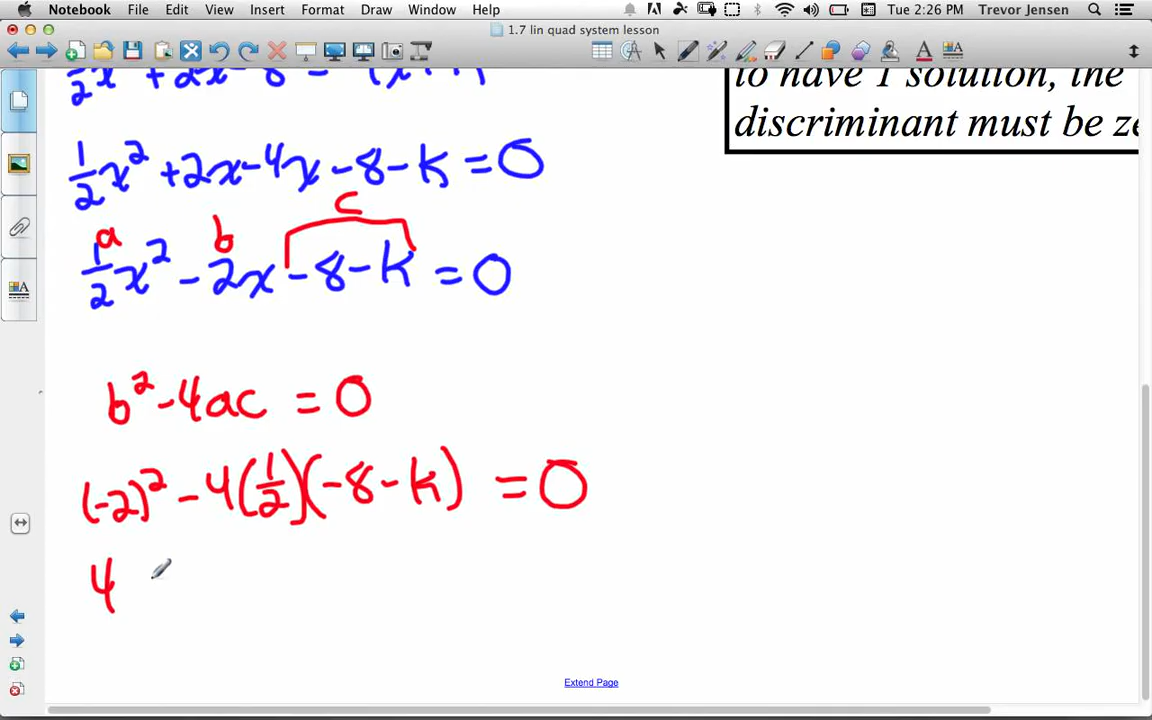 Notebook File Edit View Insert Format Draw Window Help Tue 2:26 PM Trevor Jensen
1.7 lin quad system lesson
to have 1 solution, the
discriminant must be ze
½x² + 2x - 4x - 8 - k = 0
a b c
½x² - 2x - 8 - k = 0
b² - 4ac = 0
(-2)² - 4(½)(-8 - k) = 0
4
Extend Page